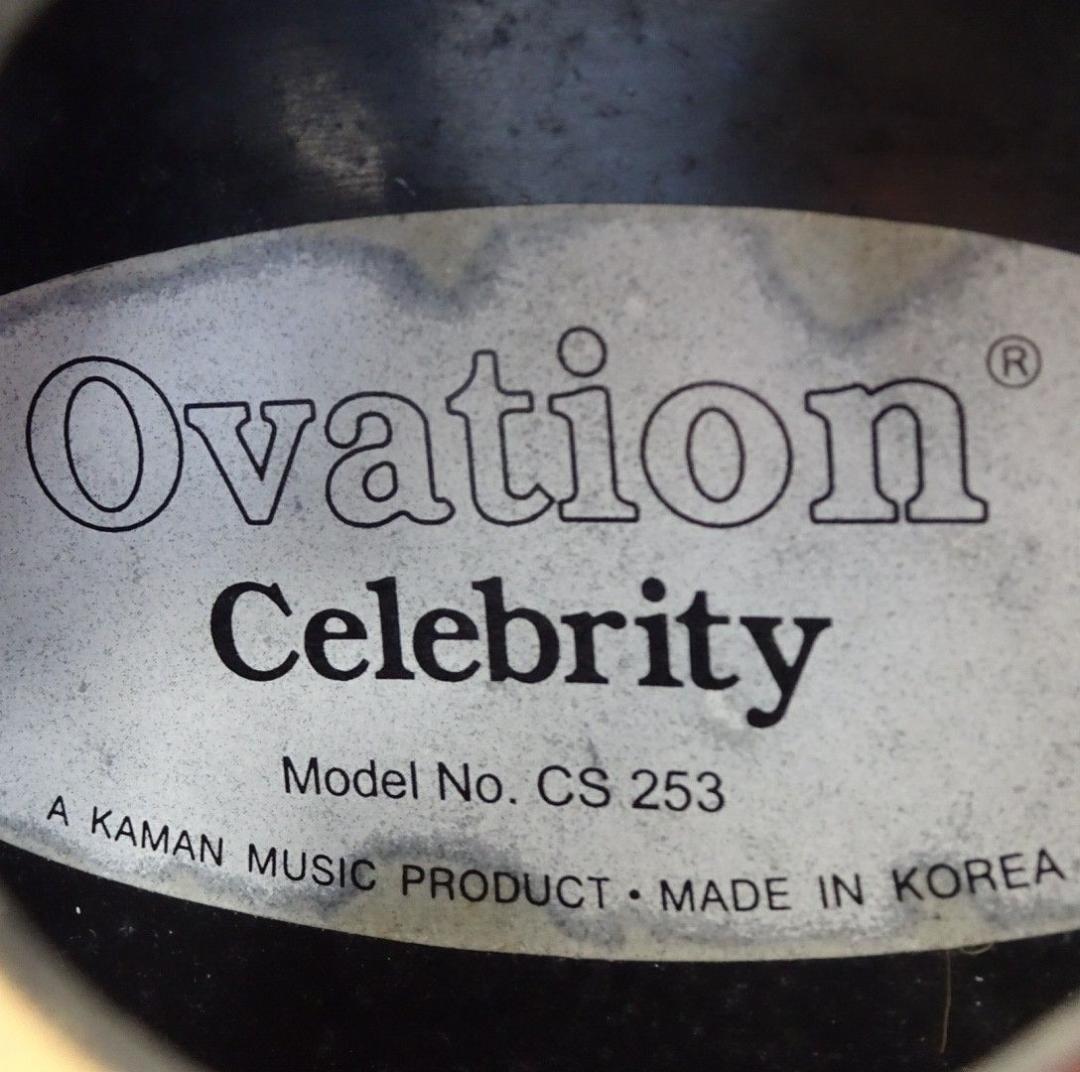 Ovation®
Celebrity
Model No. CS 253
A KAMAN MUSIC PRODUCT • MADE IN KOREA